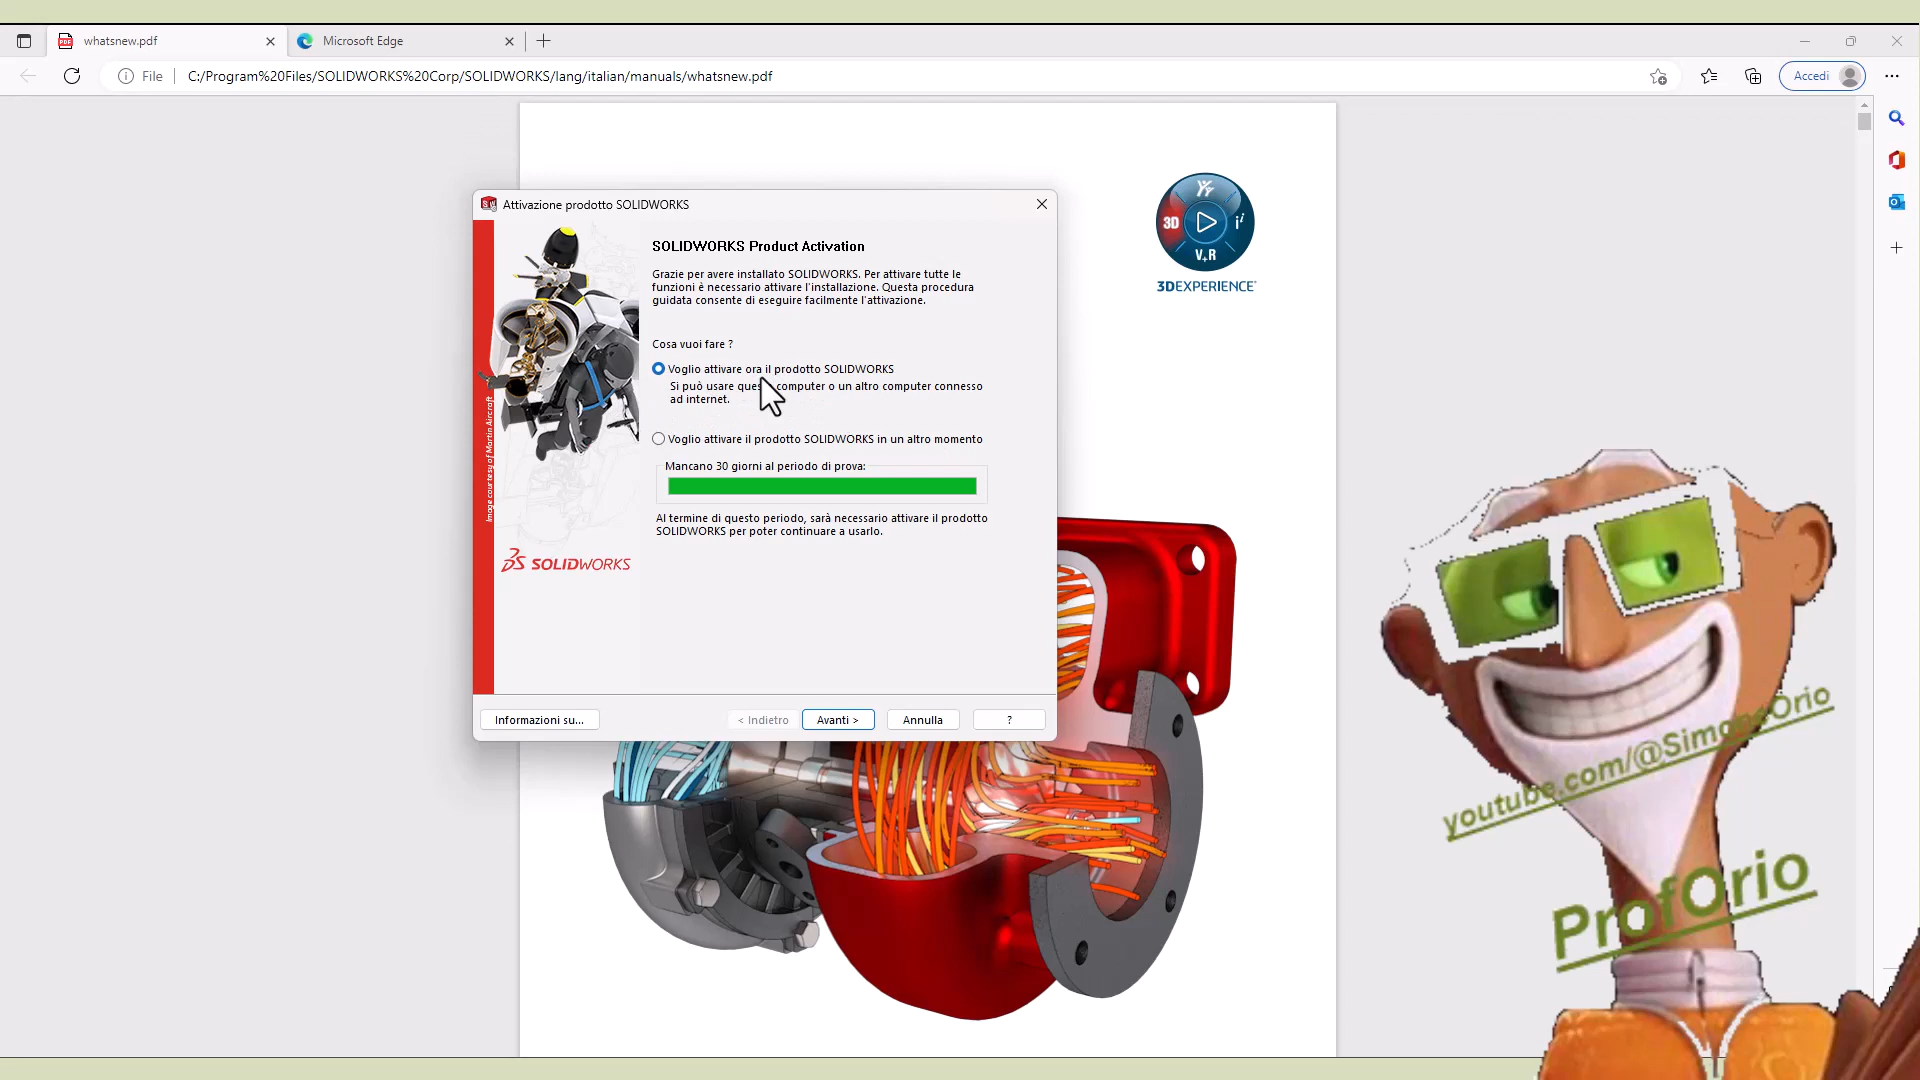 whatsnew.pdf
Microsoft Edge
File
C:/Program%20Files/SOLIDWORKS%20Corp/SOLIDWORKS/lang/italian/manuals/whatsnew.pdf
Accedi
Attivazione prodotto SOLIDWORKS
SOLIDWORKS Product Activation
Grazie per avere installato SOLIDWORKS. Per attivare tutte le
funzioni è necessario attivare l'installazione. Questa procedura
guidata consente di eseguire facilmente l'attivazione.
Cosa vuoi fare ?
Voglio attivare ora il prodotto SOLIDWORKS
Si può usare questo computer o un altro computer connesso
ad internet.
Voglio attivare il prodotto SOLIDWORKS in un altro momento
Mancano 30 giorni al periodo di prova:
Al termine di questo periodo, sarà necessario attivare il prodotto
SOLIDWORKS per poter continuare a usarlo.
Image courtesy of Martin Aircraft
SOLIDWORKS
Informazioni su...
< Indietro
Avanti >
Annulla
?
3D
V+R
3DEXPERIENCE
youtube.com/@SimoneOrio
ProfOrio